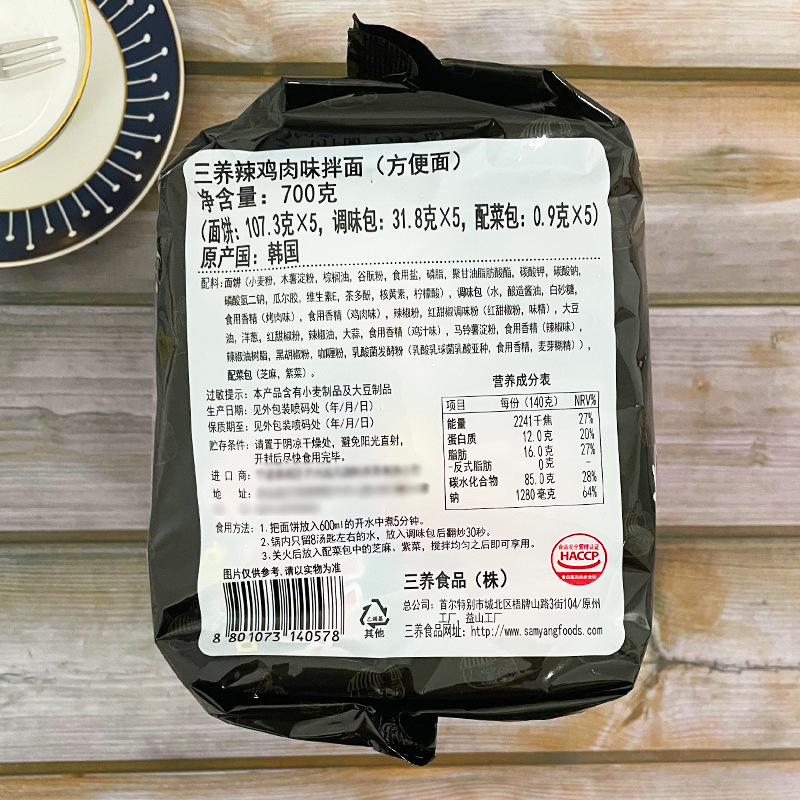 三养辣鸡肉味拌面（方便面）
净含量：700克
（面饼：107.3克×5，调味包：31.8克×5，配菜包：0.9克×5）
原产国：韩国
配料：面饼（小麦粉，木薯淀粉，棕榈油，谷朊粉，食用盐，磷脂，聚甘油脂肪酸酯，碳酸钾，碳酸钠，
磷酸氢二钠，瓜尔胶，维生素E，茶多酚，核黄素，柠檬酸），调味包（水，酿造酱油，白砂糖，
食用香精（烤肉味），食用香精（鸡肉味），辣椒粉，红甜椒调味粉（红甜椒粉，味精），大豆
油，洋葱，红甜椒粉，辣椒油，大蒜，食用香精（鸡汁味），马铃薯淀粉，食用香精（辣椒味），
辣椒油树脂，黑胡椒粉，咖喱粉，乳酸菌发酵粉（乳酸乳球菌乳酸亚种，食用香精，麦芽糊精）），
配菜包（芝麻，紫菜）。
过敏提示：本产品含有小麦制品及大豆制品
生产日期：见外包装喷码处（年/月/日）
保质期至：见外包装喷码处（年/月/日）
贮存条件：请置于阴凉干燥处，避免阳光直射，
开封后尽快食用完毕。
进 口 商：
地 址：
营养成分表
项目 每份（140克） NRV%
能量 2241千焦 27%
蛋白质 12.0克 20%
脂肪 16.0克 27%
-反式脂肪 0克 -
碳水化合物 85.0克 28%
钠 1280毫克 64%
食用方法：1.把面饼放入600ml的开水中煮5分钟。
2.锅内只留8汤匙左右的水，放入调味包后翻炒30秒。
3.关火后放入配菜包中的芝麻，紫菜，搅拌均匀之后即可享用。
图片仅供参考，请以实物为准
8 801073 140578
其他
HACCP
三养食品（株）
总公司：首尔特别市城北区梧牌山路3街104/原州
工厂，益山工厂
三养食品网址：http://www.samyangfoods.com